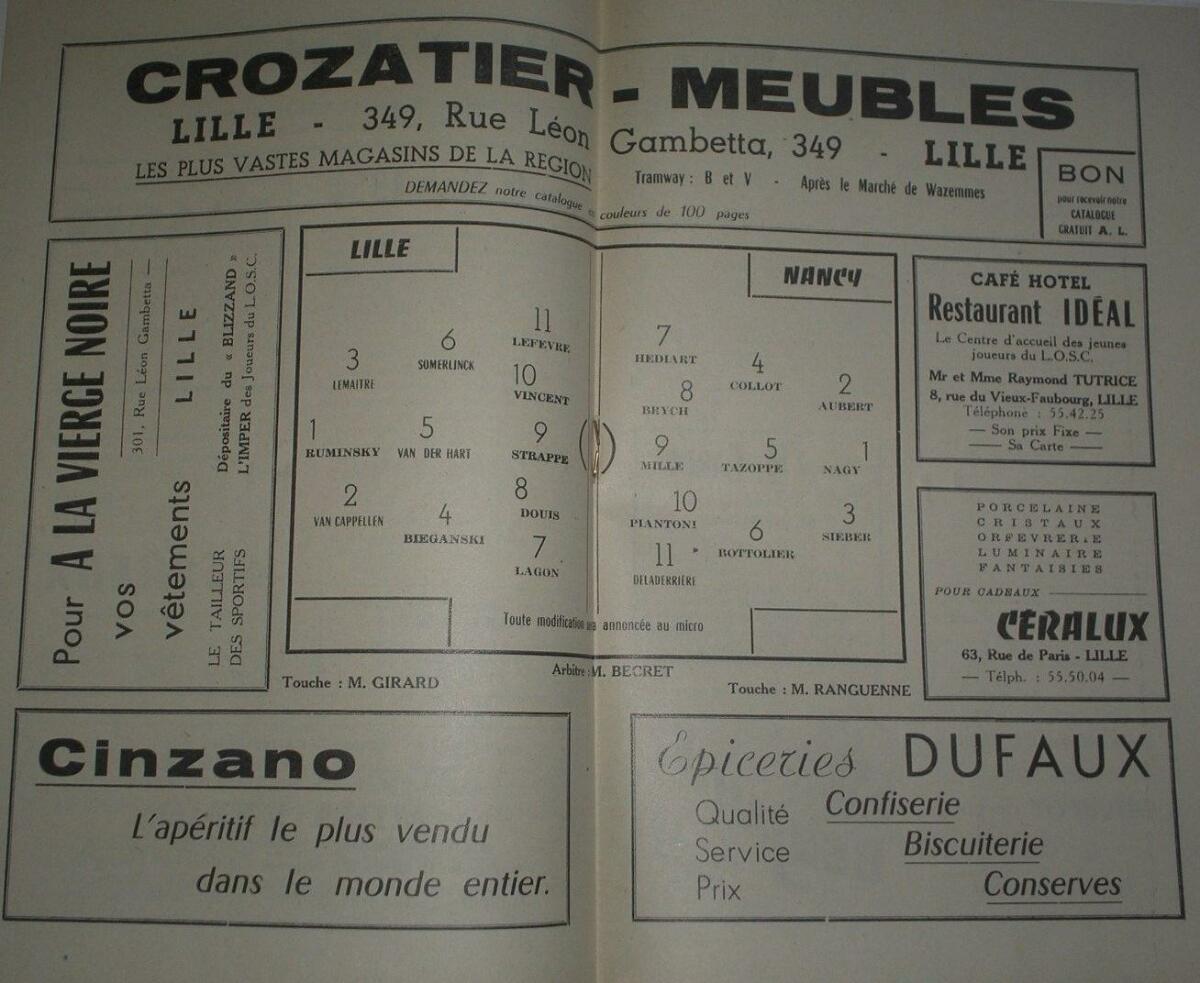 CROZATIER - MEUBLES
LILLE - 349, Rue Léon Gambetta, 349 - LILLE
LES PLUS VASTES MAGASINS DE LA REGION
Tramway : B et V - Après le Marché de Wazemmes
DEMANDEZ notre catalogue en couleurs de 100 pages
BON
pour recevoir notre
CATALOGUE
GRATUIT A. L.
Pour A LA VIERGE NOIRE
301, Rue Léon Gambetta —
VOS
vêtements
LILLE
LE TAILLEUR
DES SPORTIFS
Dépositaire du « BLIZZAND »
L'IMPER des Joueurs du L.O.S.C.
LILLE
11
LEFEVRE
6
SOMERLINCK
3
LEMAITRE
10
VINCENT
1
RUMINSKY
5
VAN DER HART
9
STRAPPE
2
VAN CAPPELLEN
8
DOUIS
4
BIEGANSKI
7
LAGON
NANCY
7
HEDIART
4
COLLOT
2
AUBERT
8
BRYCH
9
MILLE
5
TAZOPPE
1
NAGY
10
PIANTONI
3
SIEBER
6
BOTTOLIER
11
DELADERRIÈRE
Toute modification sera annoncée au micro
Arbitre : M. BECRET
Touche : M. GIRARD
Touche : M. RANGUENNE
CAFÉ HOTEL
Restaurant IDÉAL
Le Centre d'accueil des jeunes
joueurs du L.O.S.C.
Mr et Mme Raymond TUTRICE
8, rue du Vieux-Faubourg, LILLE
Téléphone : 55.42.25
— Son prix Fixe —
— Sa Carte —
PORCELAINE
CRISTAUX
ORFEVRERIE
LUMINAIRE
FANTAISIES
POUR CADEAUX
CÉRALUX
63, Rue de Paris - LILLE
— Télph. : 55.50.04 —
Cinzano
L'apéritif le plus vendu
dans le monde entier.
Epiceries DUFAUX
Qualité Confiserie
Service Biscuiterie
Prix Conserves